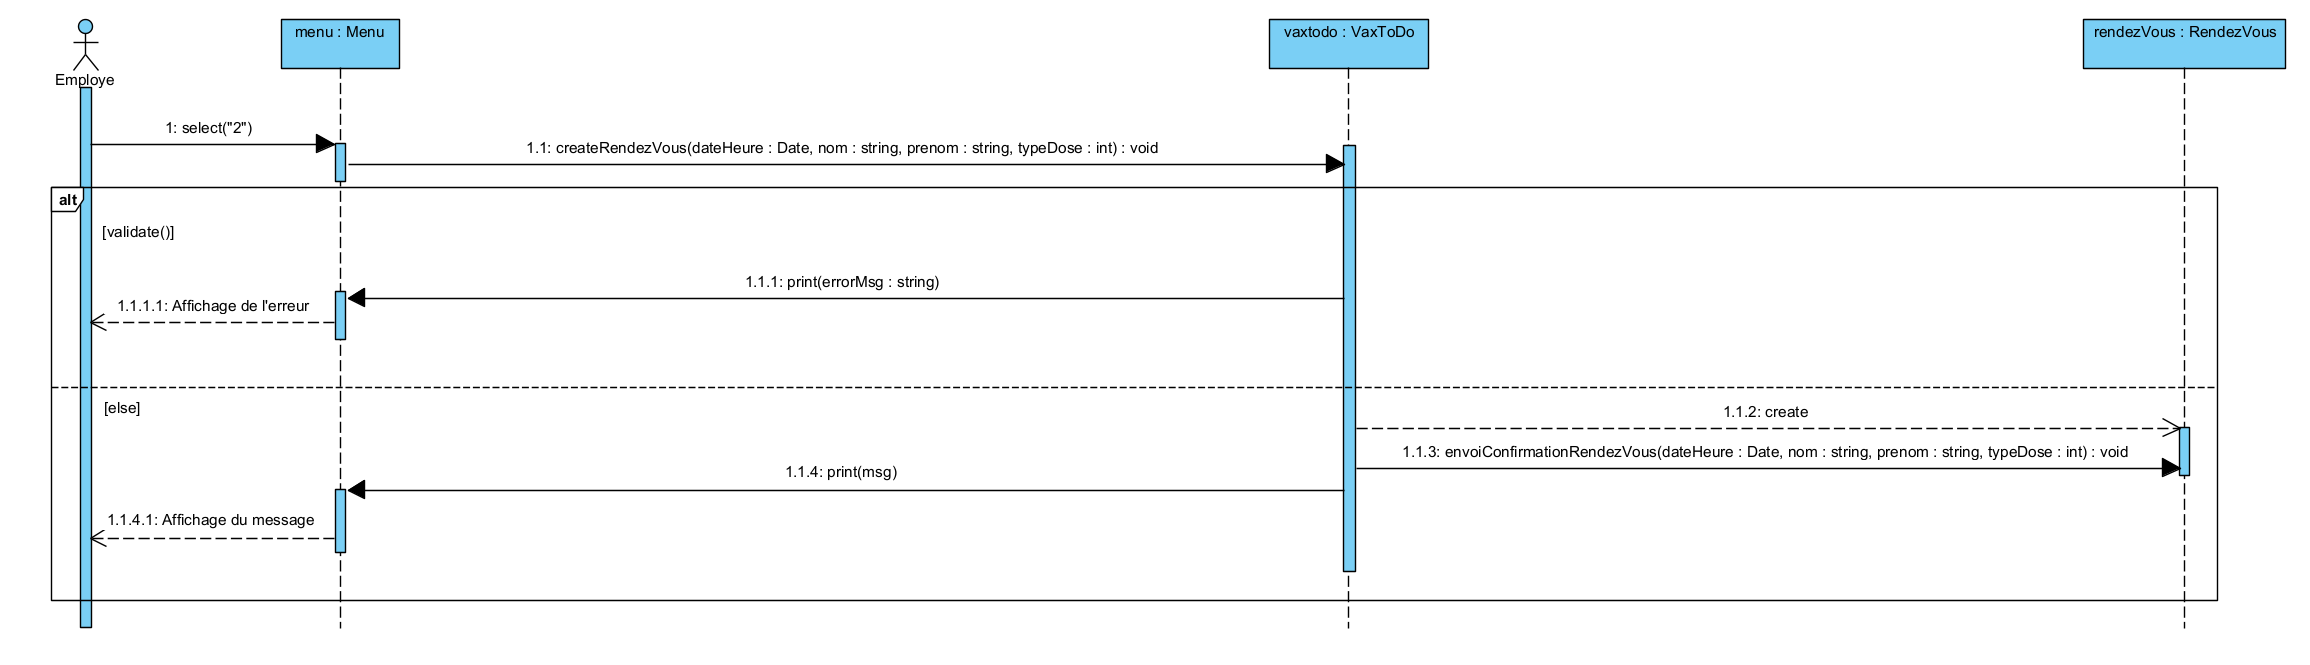 menu : Menu
vaxtodo : VaxToDo
rendezVous : RendezVous
Employe
1: select("2")
1.1: createRendezVous(dateHeure : Date, nom : string, prenom : string, typeDose : int) : void
alt
[validate()]
1.1.1: print(errorMsg : string)
1.1.1.1: Affichage de l'erreur
[else]
1.1.2: create
1.1.3: envoiConfirmationRendezVous(dateHeure : Date, nom : string, prenom : string, typeDose : int) : void
1.1.4: print(msg)
1.1.4.1: Affichage du message